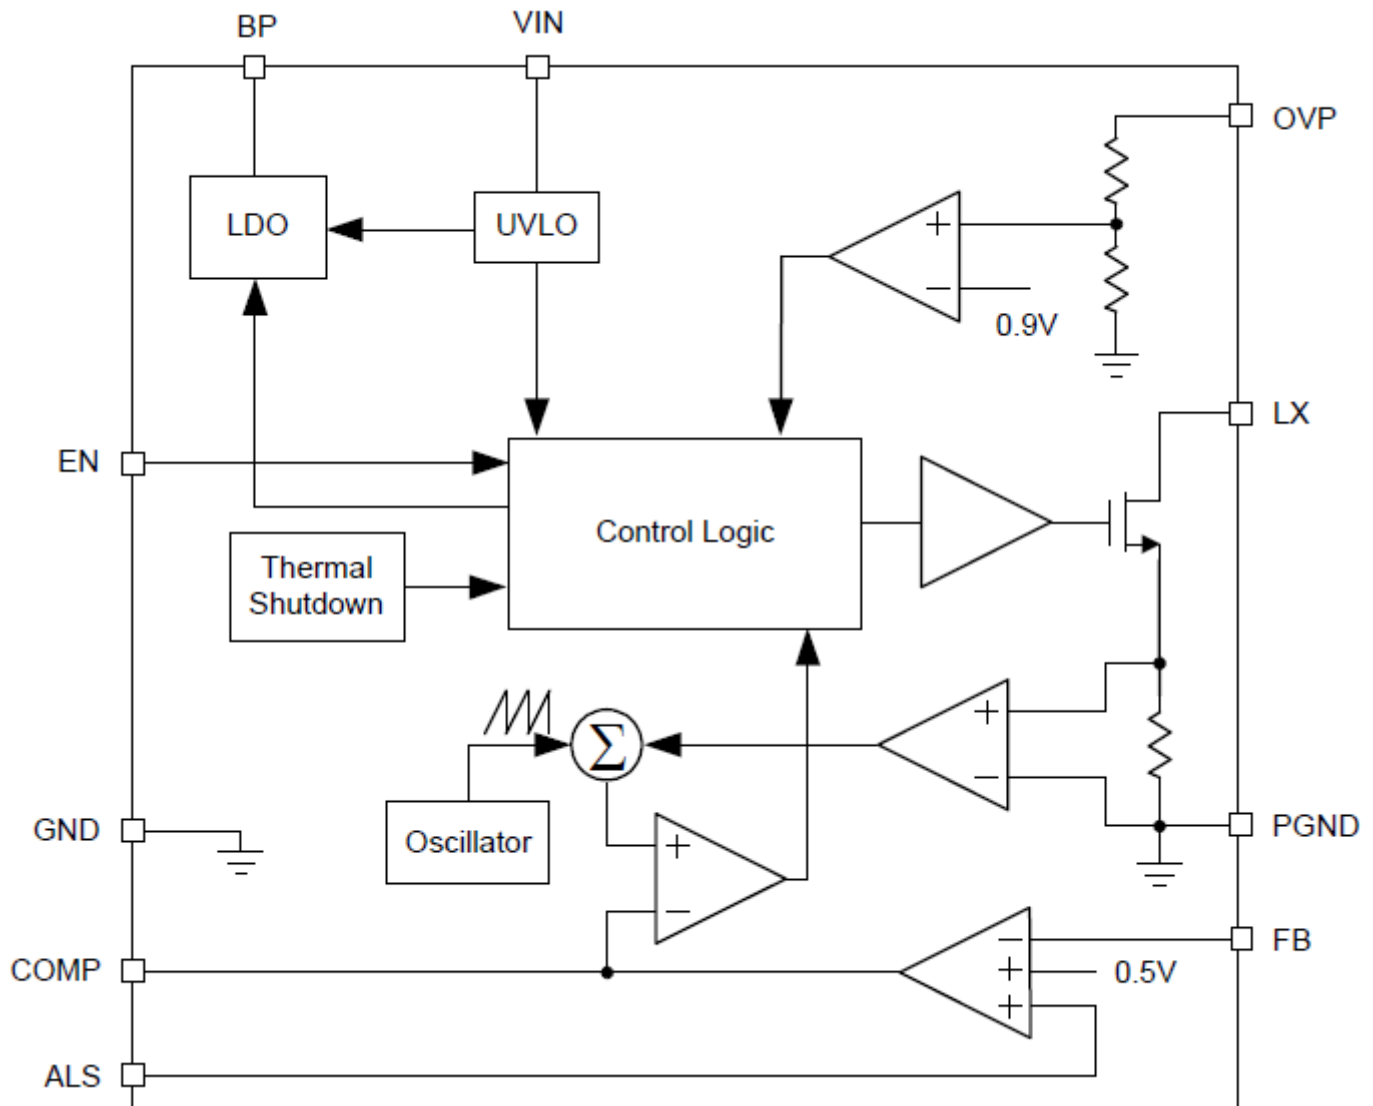 BP
VIN
OVP
LDO
UVLO
+
−
0.9V
LX
EN
Control Logic
Thermal
Shutdown
+
−
Σ
GND
Oscillator
PGND
+
−
FB
−
+
0.5V
+
COMP
ALS